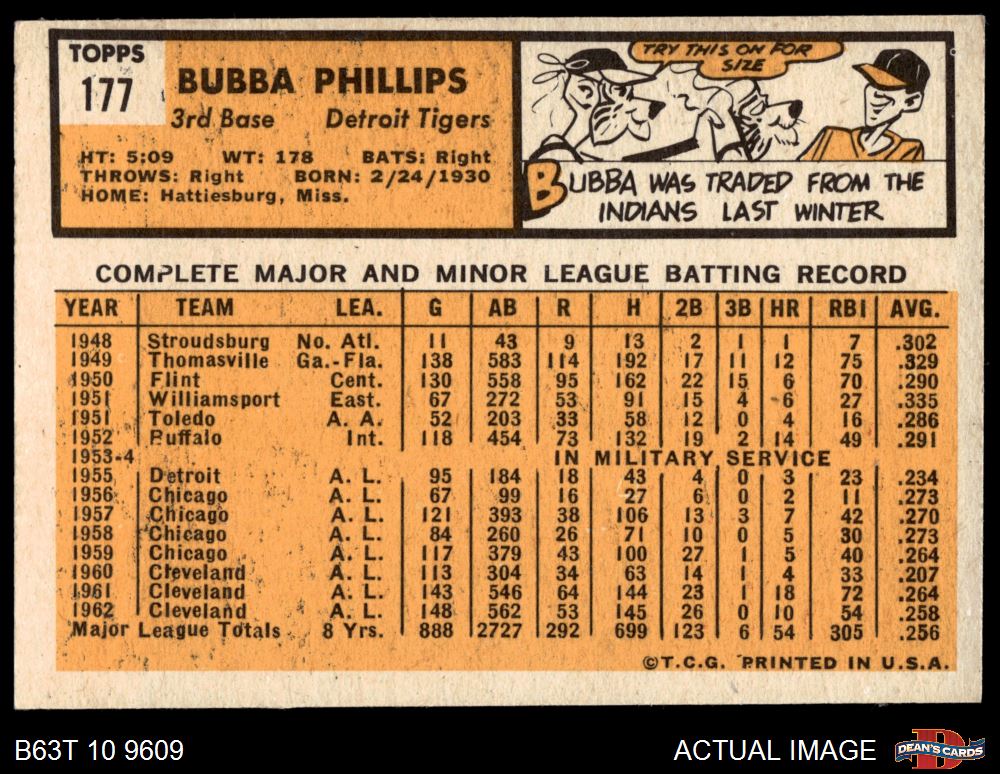 TOPPS
177
BUBBA PHILLIPS
3rd Base Detroit Tigers
HT: 5:09 WT: 178 BATS: Right
THROWS: Right BORN: 2/24/1930
HOME: Hattiesburg, Miss.
TRY THIS ON FOR
SIZE
BUBBA WAS TRADED FROM THE
INDIANS LAST WINTER
COMPLETE MAJOR AND MINOR LEAGUE BATTING RECORD
YEAR TEAM LEA. G AB R H 2B 3B HR RBI AVG.
1948 Stroudsburg No. Atl. 11 43 9 13 2 1 1 7 .302
1949 Thomasville Ga.-Fla. 138 583 114 192 17 11 12 75 .329
1950 Flint Cent. 130 558 95 162 22 15 6 70 .290
1951 Williamsport East. 67 272 53 91 15 4 6 27 .335
1951 Toledo A. A. 52 203 33 58 12 0 4 16 .286
1952 Buffalo Int. 118 454 73 132 19 2 14 49 .291
1953-4 IN MILITARY SERVICE
1955 Detroit A. L. 95 184 18 43 4 0 3 23 .234
1956 Chicago A. L. 67 99 16 27 6 0 2 11 .273
1957 Chicago A. L. 121 393 38 106 13 3 7 42 .270
1958 Chicago A. L. 84 260 26 71 10 0 5 30 .273
1959 Chicago A. L. 117 379 43 100 27 1 5 40 .264
1960 Cleveland A. L. 113 304 34 63 14 1 4 33 .207
1961 Cleveland A. L. 143 546 64 144 23 1 18 72 .264
1962 Cleveland A. L. 148 562 53 145 26 0 10 54 .258
Major League Totals 8 Yrs. 888 2727 292 699 123 6 54 305 .256
©T.C.G. PRINTED IN U.S.A.
B63T 10 9609
ACTUAL IMAGE
DEAN'S CARDS